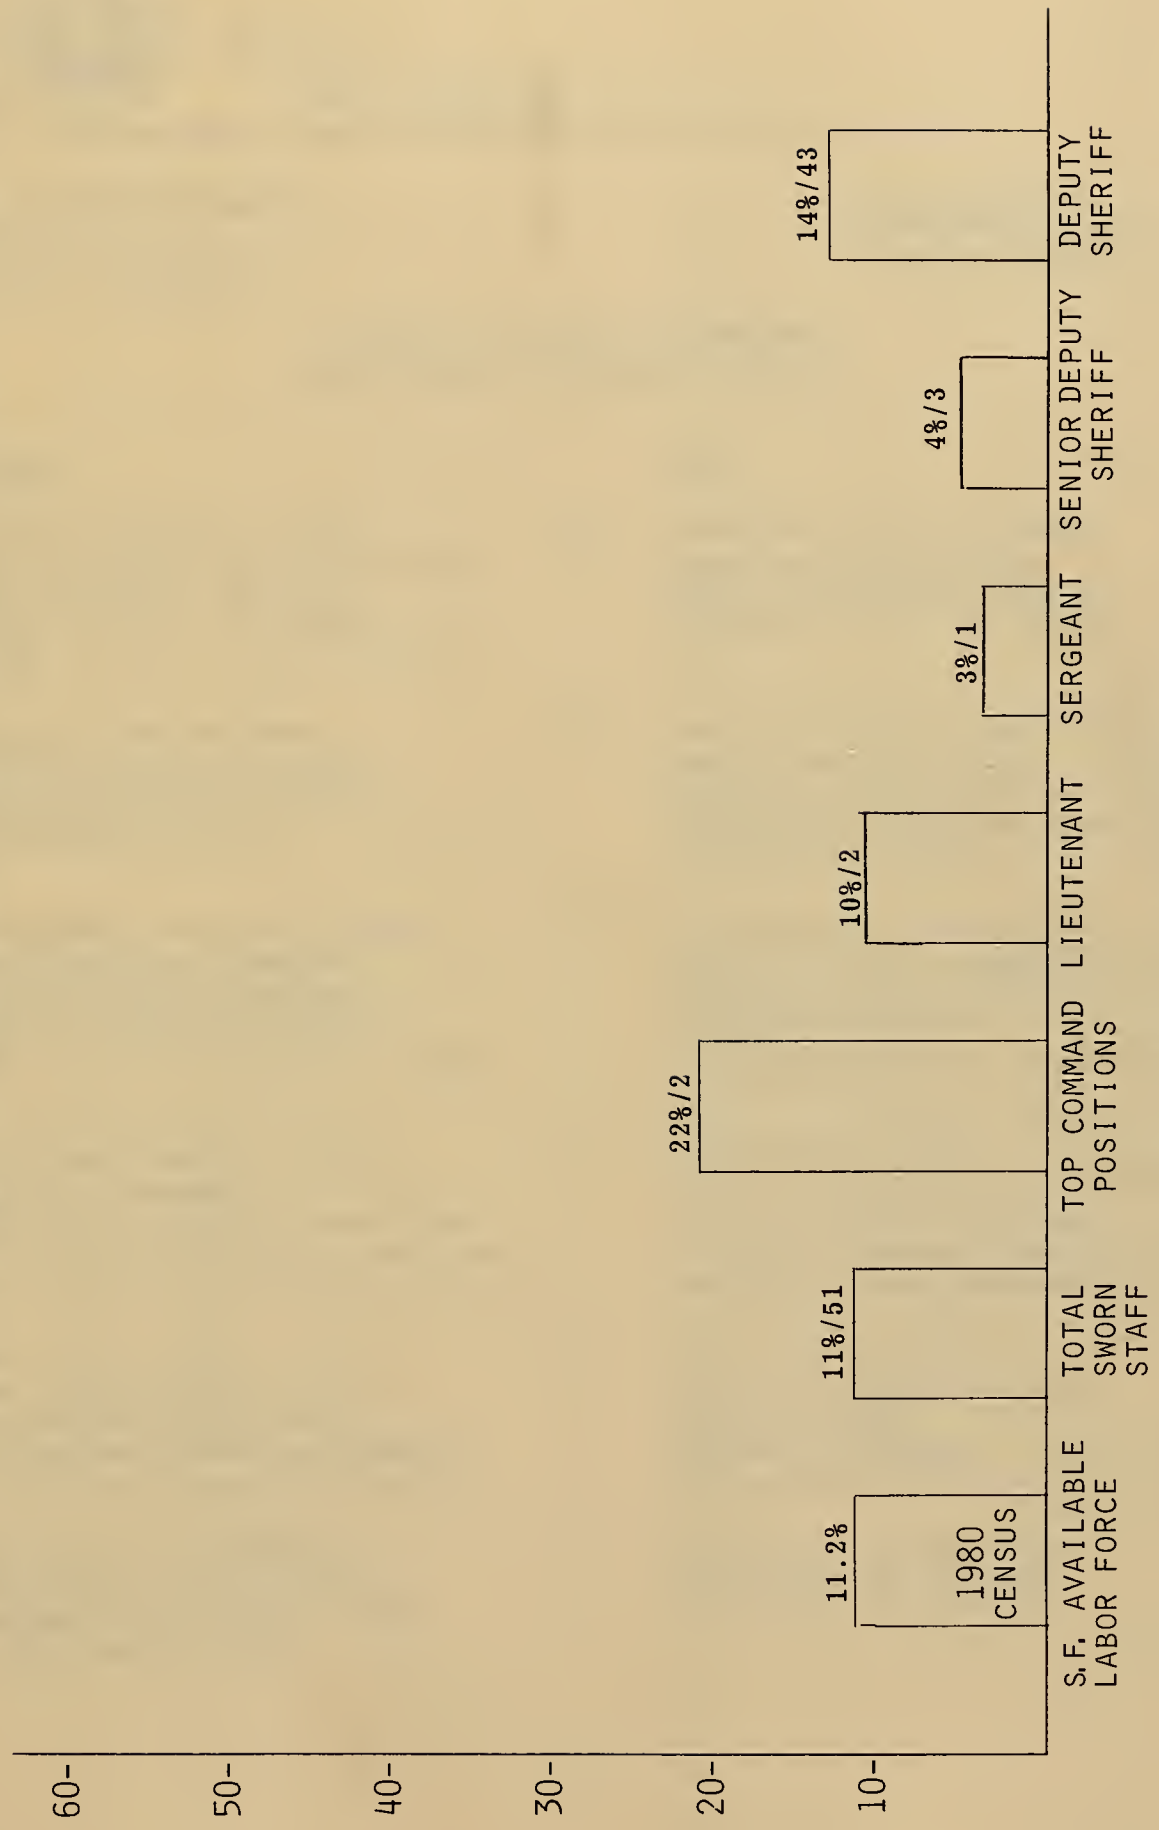 60-
50-
40-
30-
20-
10-
11.2%
1980
CENSUS
S.F. AVAILABLE
LABOR FORCE
11%/51
TOTAL
SWORN
STAFF
22%/2
TOP COMMAND
POSITIONS
10%/2
LIEUTENANT
3%/1
SERGEANT
4%/3
SENIOR DEPUTY
SHERIFF
14%/43
DEPUTY
SHERIFF